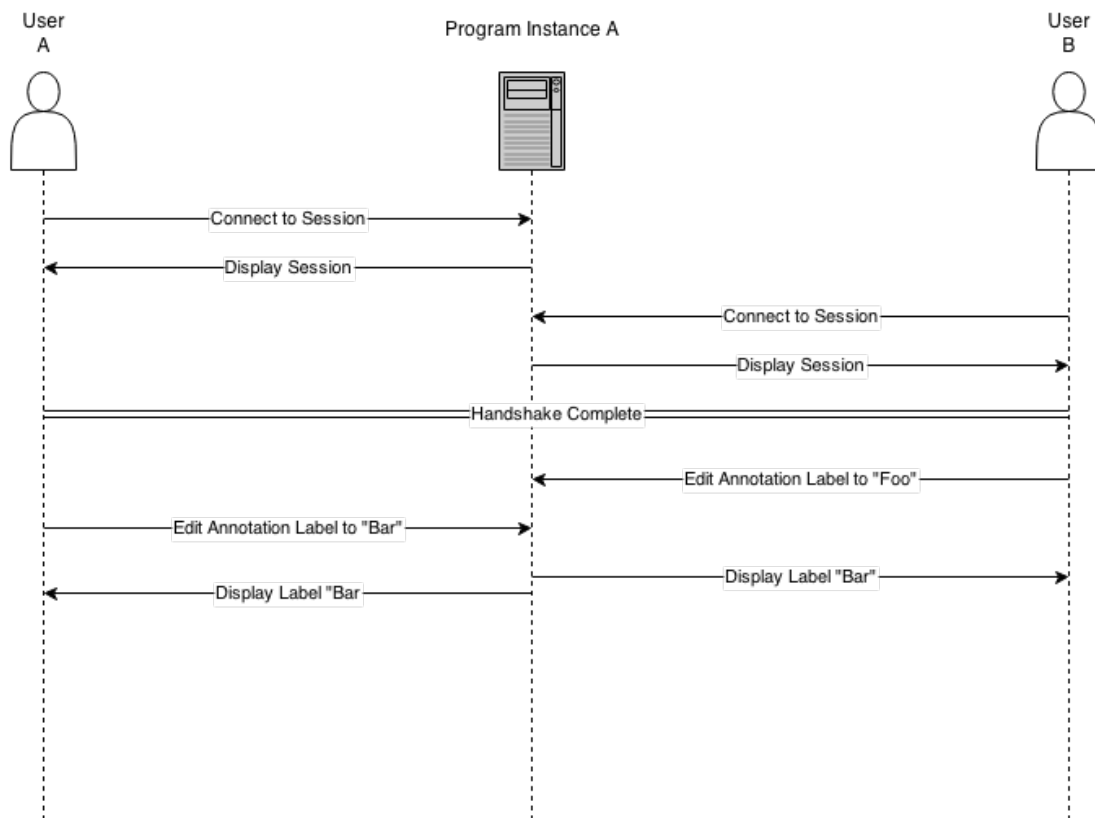 User
A
Program Instance A
User
B
Connect to Session
Display Session
Connect to Session
Display Session
Handshake Complete
Edit Annotation Label to "Foo"
Edit Annotation Label to "Bar"
Display Label "Bar"
Display Label "Bar